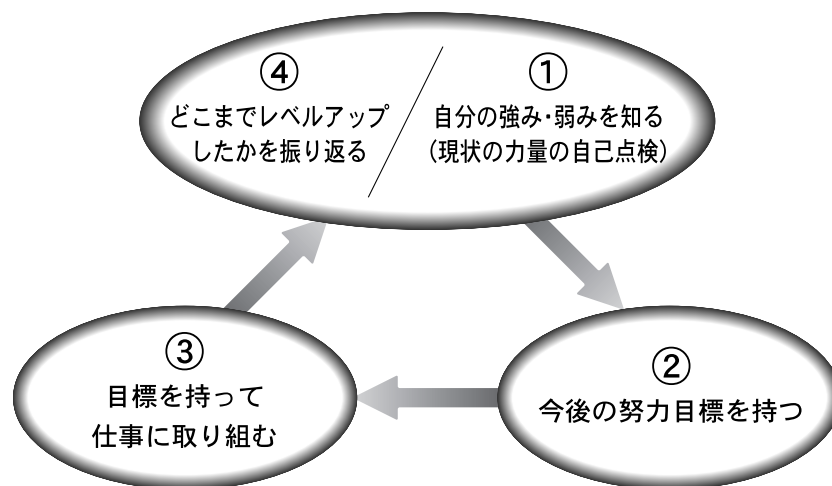 ④
どこまでレベルアップ
したかを振り返る
①
自分の強み・弱みを知る
(現状の力量の自己点検)
②
今後の努力目標を持つ
③
目標を持って
仕事に取り組む